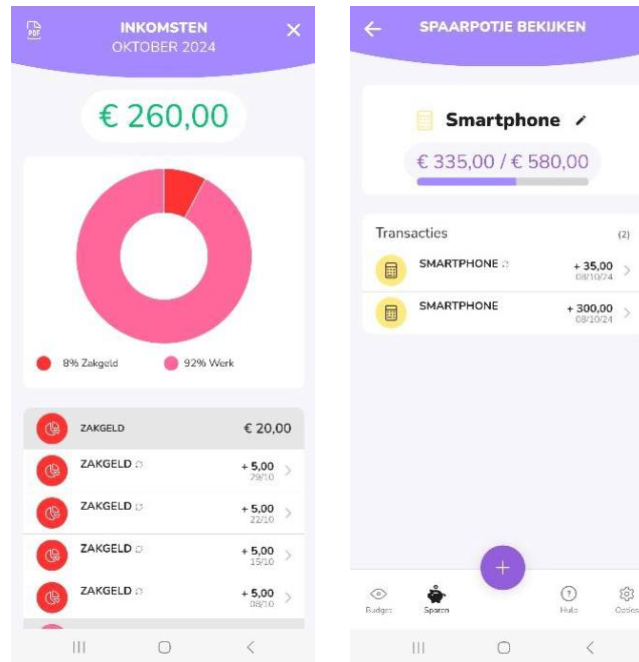 PDF
INKOMSTEN
OKTOBER 2024
€ 260,00
8% Zakgeld
92% Werk
ZAKGELD
€ 20,00
ZAKGELD
+ 5,00
29/10
ZAKGELD
+ 5,00
22/10
ZAKGELD
+ 5,00
15/10
ZAKGELD
+ 5,00
08/10
SPAARPOTJE BEKIJKEN
Smartphone
€ 335,00 / € 580,00
Transacties
(2)
SMARTPHONE
+ 35,00
08/10/24
SMARTPHONE
+ 300,00
08/10/24
Budget
Sparen
Hulp
Opties